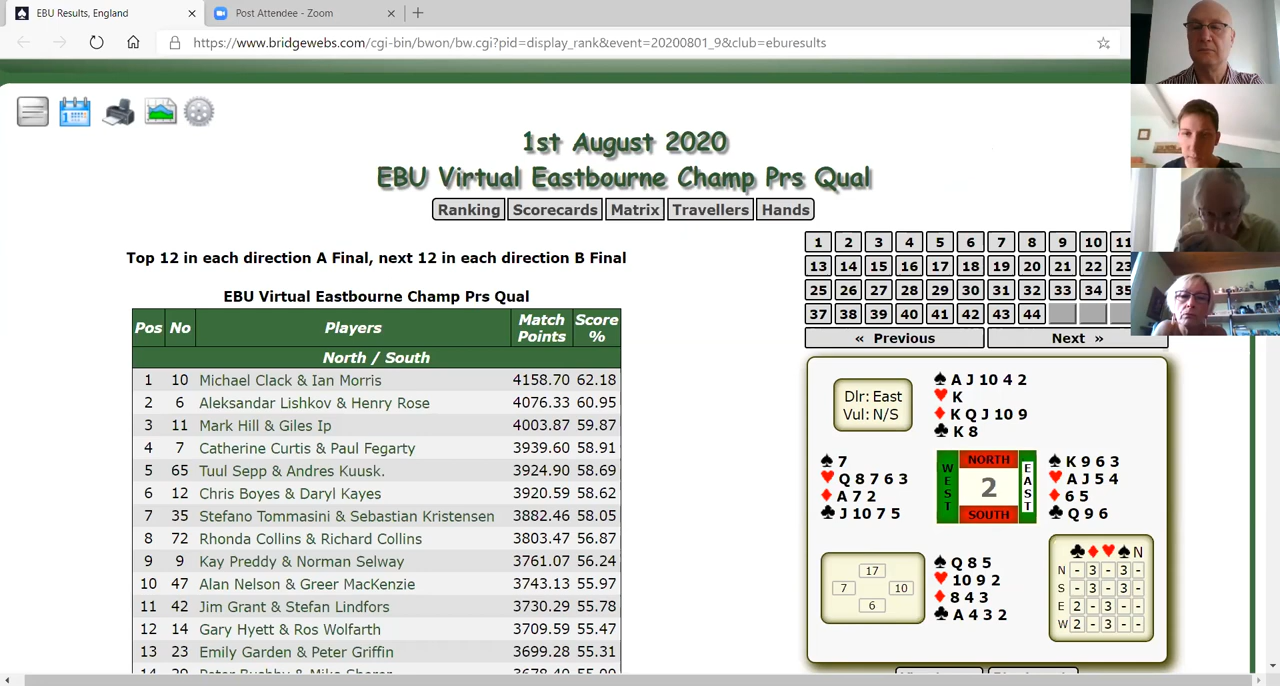 EBU Results, England
Post Attendee - Zoom
https://www.bridgewebs.com/cgi-bin/bwon/bw.cgi?pid=display_rank&event=20200801_9&club=eburesults
1st August 2020
EBU Virtual Eastbourne Champ Prs Qual
Ranking Scorecards Matrix Travellers Hands
Top 12 in each direction A Final, next 12 in each direction B Final
EBU Virtual Eastbourne Champ Prs Qual
Pos No Players Match Points Score %
North / South
1 10 Michael Clack & Ian Morris 4158.70 62.18
2 6 Aleksandar Lishkov & Henry Rose 4076.33 60.95
3 11 Mark Hill & Giles Ip 4003.87 59.87
4 7 Catherine Curtis & Paul Fegarty 3939.60 58.91
5 65 Tuul Sepp & Andres Kuusk. 3924.90 58.69
6 12 Chris Boyes & Daryl Kayes 3920.59 58.62
7 35 Stefano Tommasini & Sebastian Kristensen 3882.46 58.05
8 72 Rhonda Collins & Richard Collins 3803.47 56.87
9 9 Kay Preddy & Norman Selway 3761.07 56.24
10 47 Alan Nelson & Greer MacKenzie 3743.13 55.97
11 42 Jim Grant & Stefan Lindfors 3730.29 55.78
12 14 Gary Hyett & Ros Wolfarth 3709.59 55.47
13 23 Emily Garden & Peter Griffin 3699.28 55.31
1 2 3 4 5 6 7 8 9 10 11
13 14 15 16 17 18 19 20 21 22 23
25 26 27 28 29 30 31 32 33 34 35
37 38 39 40 41 42 43 44
« Previous Next »
Dlr: East
Vul: N/S
♠ A J 10 4 2
♥ K
♦ K Q J 10 9
♣ K 8
♠ 7
♥ Q 8 7 6 3
♦ A 7 2
♣ J 10 7 5
NORTH
WEST
2
EAST
SOUTH
♠ K 9 6 3
♥ A J 5 4
♦ 6 5
♣ Q 9 6
♠ Q 8 5
♥ 10 9 2
♦ 8 4 3
♣ A 4 3 2
17
7 10
6
♣ ♦ ♥ ♠ N
N - 3 - 3 -
S - 3 - 3 -
E 2 - 3 - -
W 2 - 3 - -